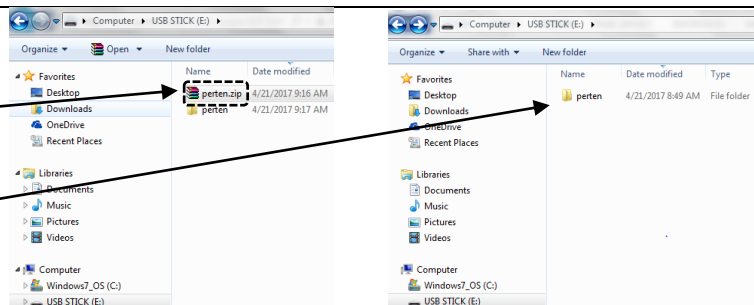 Computer ▸ USB STICK (E:) ▸
Organize ▾ Open ▾ New folder
Name Date modified
Favorites
Desktop
Downloads
OneDrive
Recent Places
perten.zip 4/21/2017 9:16 AM
perten 4/21/2017 9:17 AM
Libraries
Documents
Music
Pictures
Videos
Computer
Windows7_OS (C:)
USB STICK (E:)
Computer ▸ USB STICK (E:) ▸
Organize ▾ Share with ▾ New folder
Name Date modified Type
Favorites
Desktop
Downloads
OneDrive
Recent Places
perten 4/21/2017 8:49 AM File folder
Libraries
Documents
Music
Pictures
Videos
Computer
Windows7_OS (C:)
USB STICK (E:)